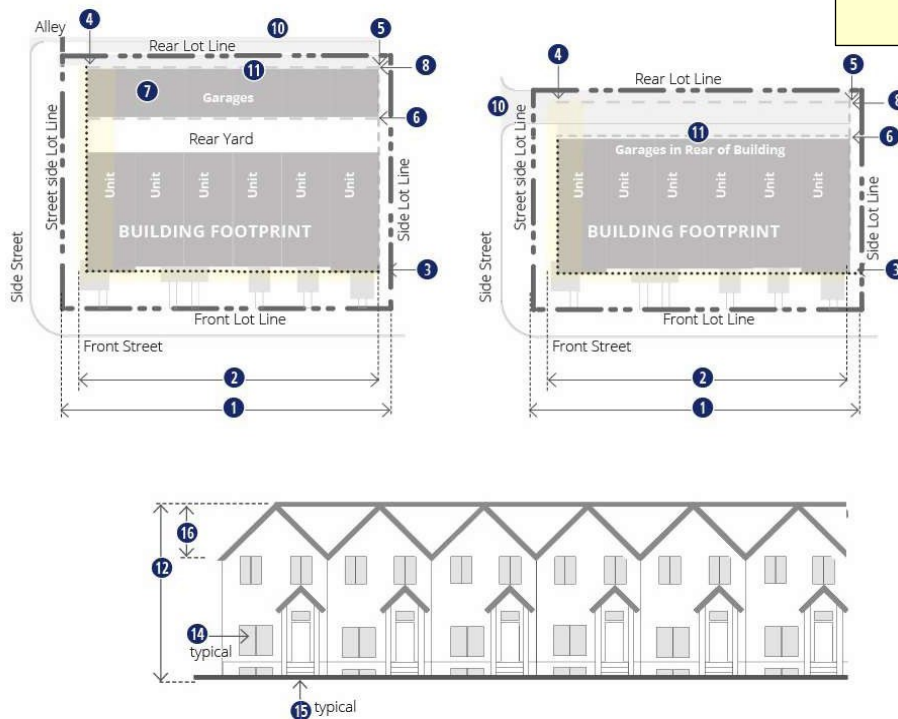 4
10
5
Alley
Rear Lot Line
8
11
7
Garages
6
Rear Yard
Street side Lot Line
Side Lot Line
Unit
Unit
Unit
Unit
Unit
Unit
BUILDING FOOTPRINT
Side Street
3
Front Lot Line
Front Street
2
1
4
5
Rear Lot Line
8
10
11
6
Garages in Rear of Building
Street side Lot Line
Side Lot Line
Unit
Unit
Unit
Unit
Unit
Unit
BUILDING FOOTPRINT
Side Street
3
Front Lot Line
Front Street
2
1
16
12
14
typical
15 typical